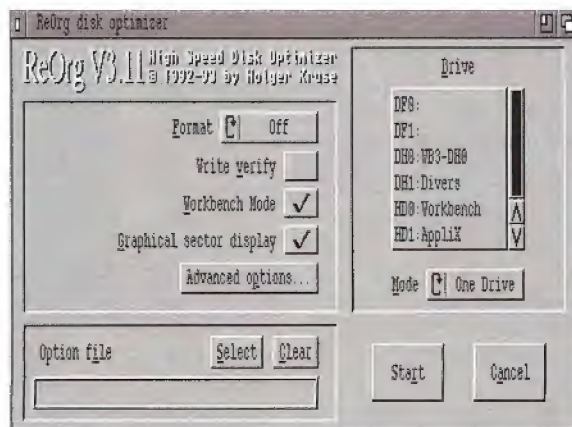 ReOrg disk optimizer
ReOrg V3.11 High Speed Disk Optimizer
© 1992-93 by Holger Kruse
Format Off
Write verify
Workbench Mode
Graphical sector display
Advanced options...
Option file Select Clear
Drive
DF0:
DF1:
DH0:WB3-DH0
DH1:Divers
HD0:Workbench
HD1:AppliX
Mode One Drive
Start Cancel